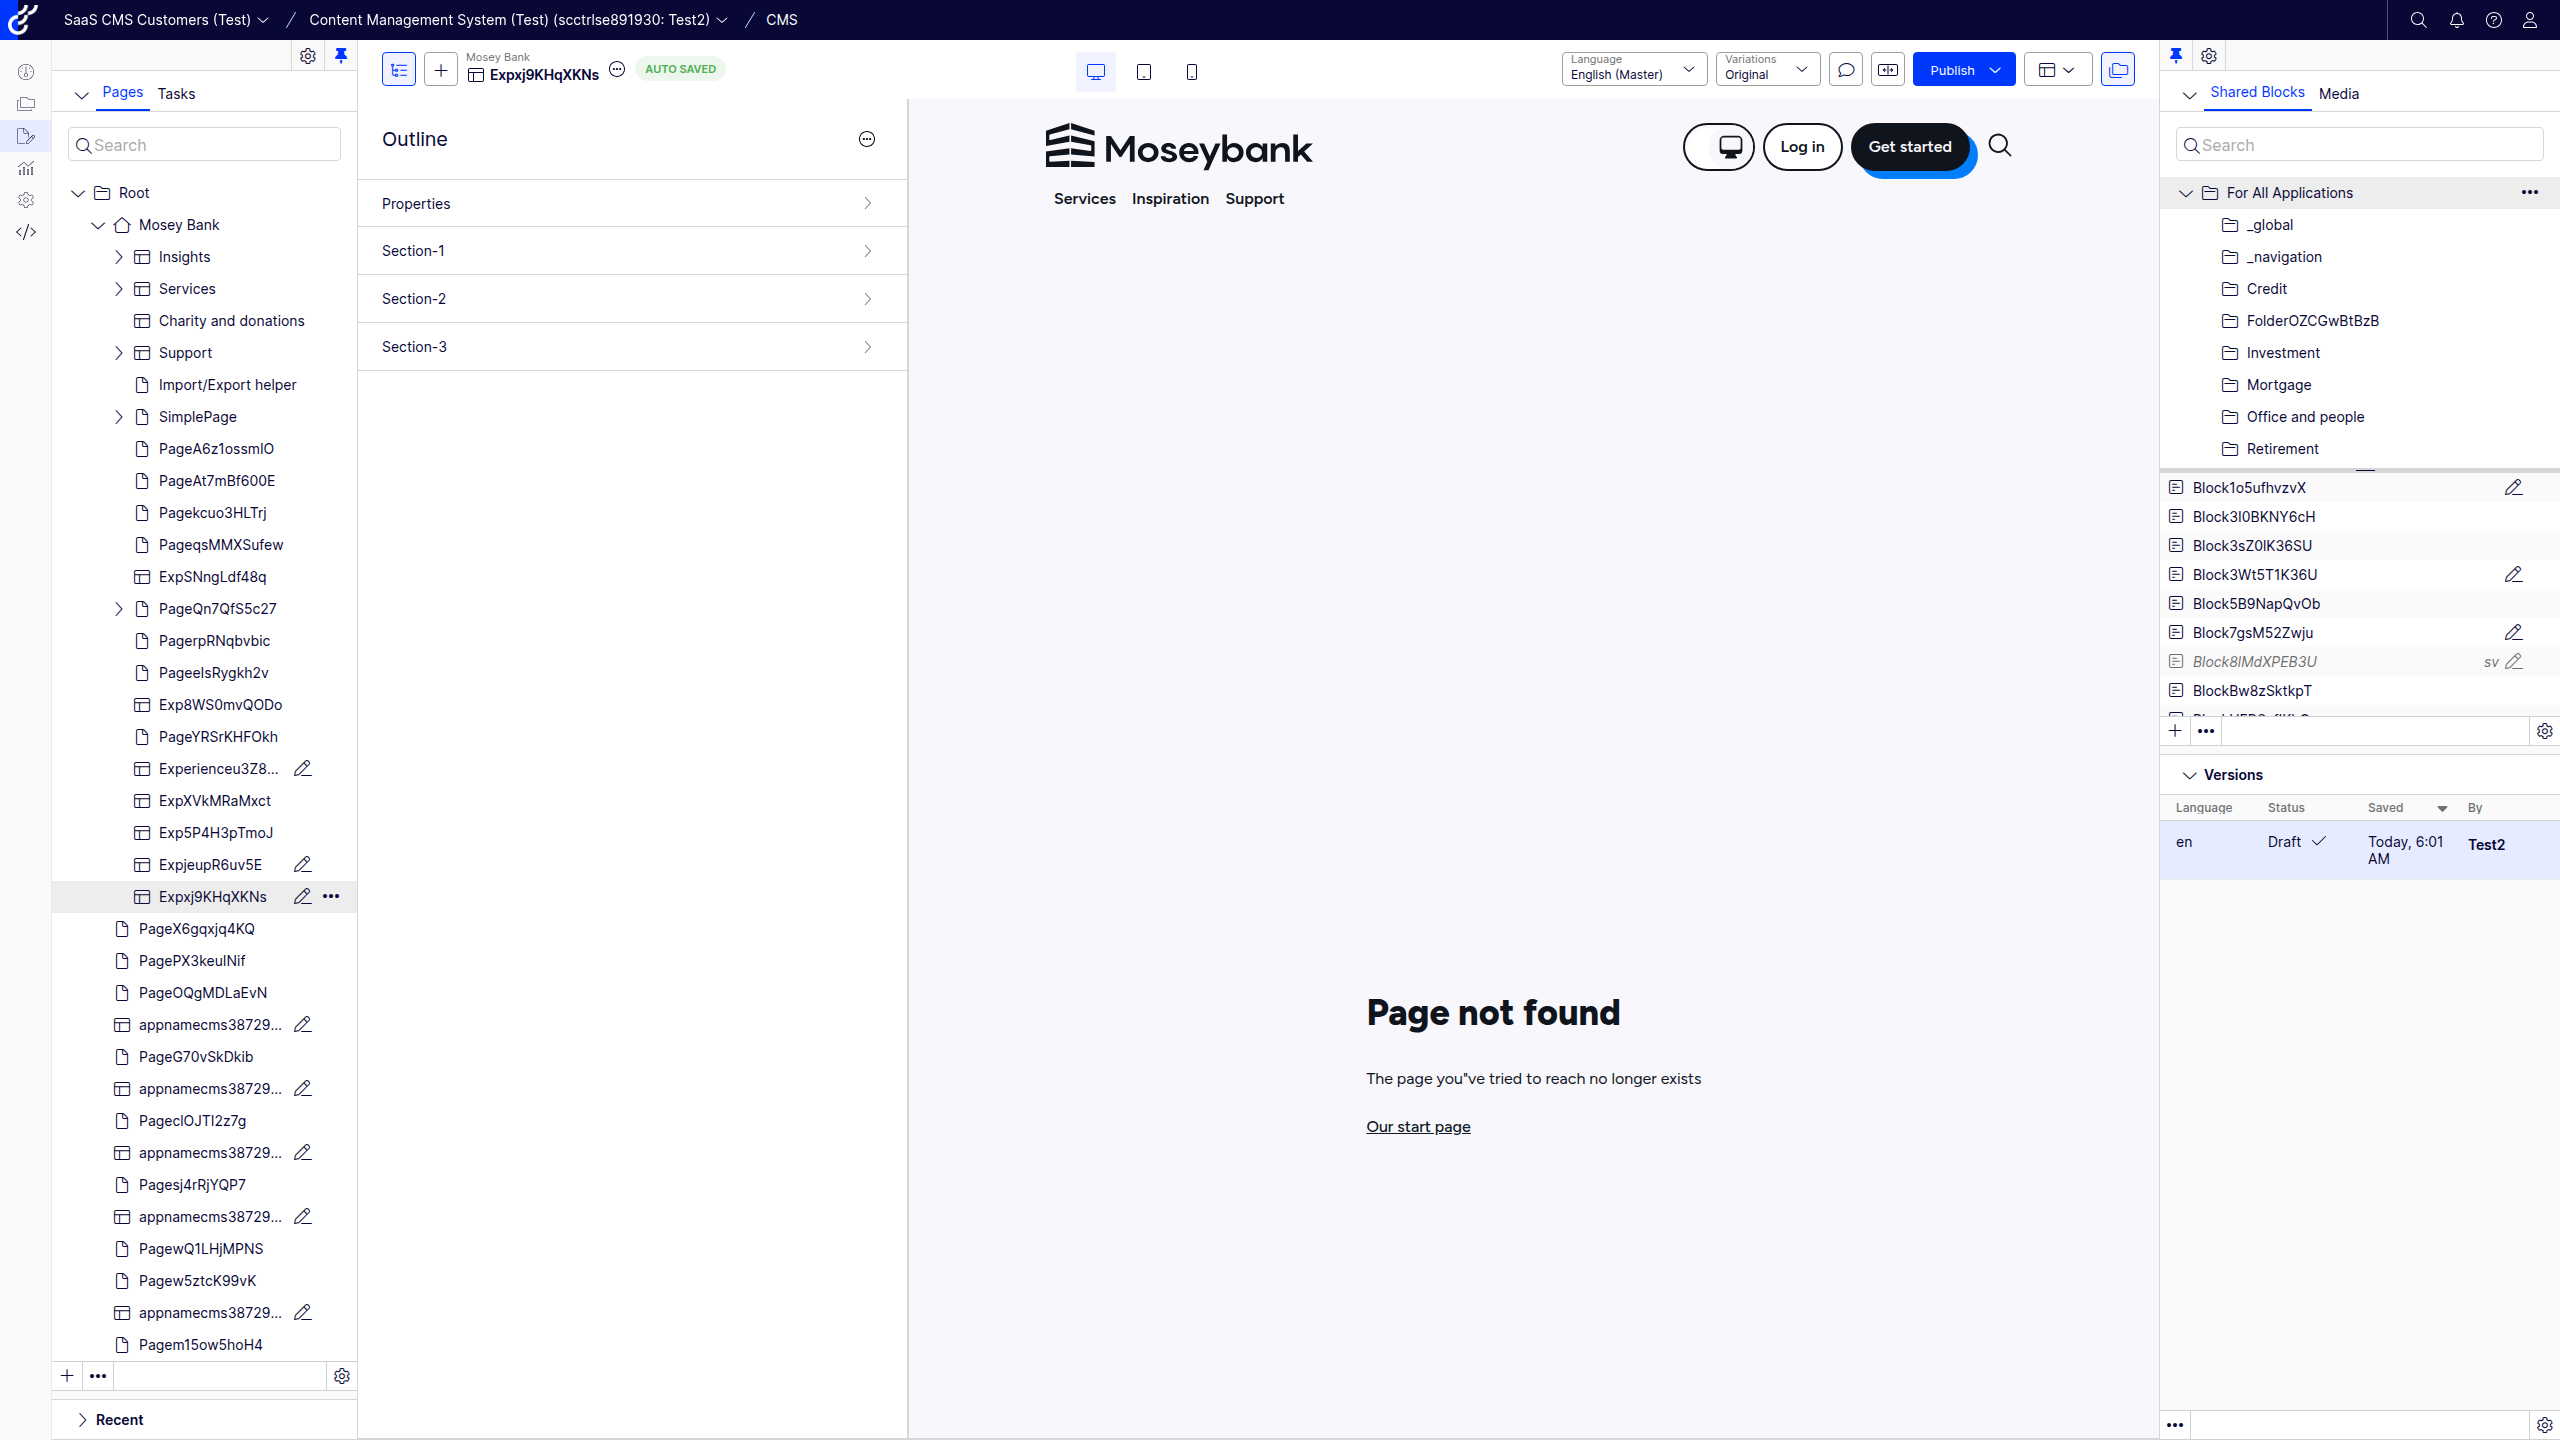 SaaS CMS Customers (Test) / Content Management System (Test) (scctrlse891930: Test2) / CMS
Pages Tasks
Search
Root
Mosey Bank
Insights
Services
Charity and donations
Support
Import/Export helper
SimplePage
PageA6z1ossmlO
PageAt7mBf600E
Pagekcuo3HLTrj
PageqsMMXSufew
ExpSNngLdf48q
PageQn7QfS5c27
PagerpRNqbvbic
PageelsRygkh2v
Exp8WS0mvQODo
PageYRSrKHFOkh
Experienceu3Z8...
ExpXVkMRaMxct
Exp5P4H3pTmoJ
ExpjeupR6uv5E
Expxj9KHqXKNs
PageX6gqxjq4KQ
PagePX3keulNif
PageOQgMDLaEvN
appnamecms38729...
PageG70vSkDkib
appnamecms38729...
PageclOJTI2z7g
appnamecms38729...
Pagesj4rRjYQP7
appnamecms38729...
PagewQ1LHjMPNS
Pagew5ztcK99vK
appnamecms38729...
Pagem15ow5hoH4
Recent
Mosey Bank
Expxj9KHqXKNs
AUTO SAVED
Language
English (Master)
Variations
Original
Publish
Outline
Properties
Section-1
Section-2
Section-3
Moseybank
Log in
Get started
Services Inspiration Support
Page not found
The page you"ve tried to reach no longer exists
Our start page
Shared Blocks Media
Search
For All Applications
_global
_navigation
Credit
FolderOZCGwBtBzB
Investment
Mortgage
Office and people
Retirement
Block1o5ufhvzvX
Block3I0BKNY6cH
Block3sZ0lK36SU
Block3Wt5T1K36U
Block5B9NapQvOb
Block7gsM52Zwju
Block8lMdXPEB3U sv
BlockBw8zSktkpT
Versions
Language Status Saved By
en Draft Today, 6:01 AM Test2